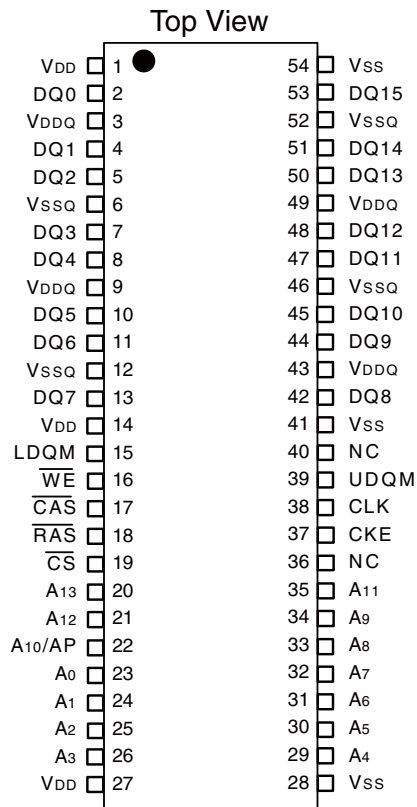 Top View
VDD 1 54 VSS
DQ0 2 53 DQ15
VDDQ 3 52 VSSQ
DQ1 4 51 DQ14
DQ2 5 50 DQ13
VSSQ 6 49 VDDQ
DQ3 7 48 DQ12
DQ4 8 47 DQ11
VDDQ 9 46 VSSQ
DQ5 10 45 DQ10
DQ6 11 44 DQ9
VSSQ 12 43 VDDQ
DQ7 13 42 DQ8
VDD 14 41 VSS
LDQM 15 40 NC
WE 16 39 UDQM
CAS 17 38 CLK
RAS 18 37 CKE
CS 19 36 NC
A13 20 35 A11
A12 21 34 A9
A10/AP 22 33 A8
A0 23 32 A7
A1 24 31 A6
A2 25 30 A5
A3 26 29 A4
VDD 27 28 VSS